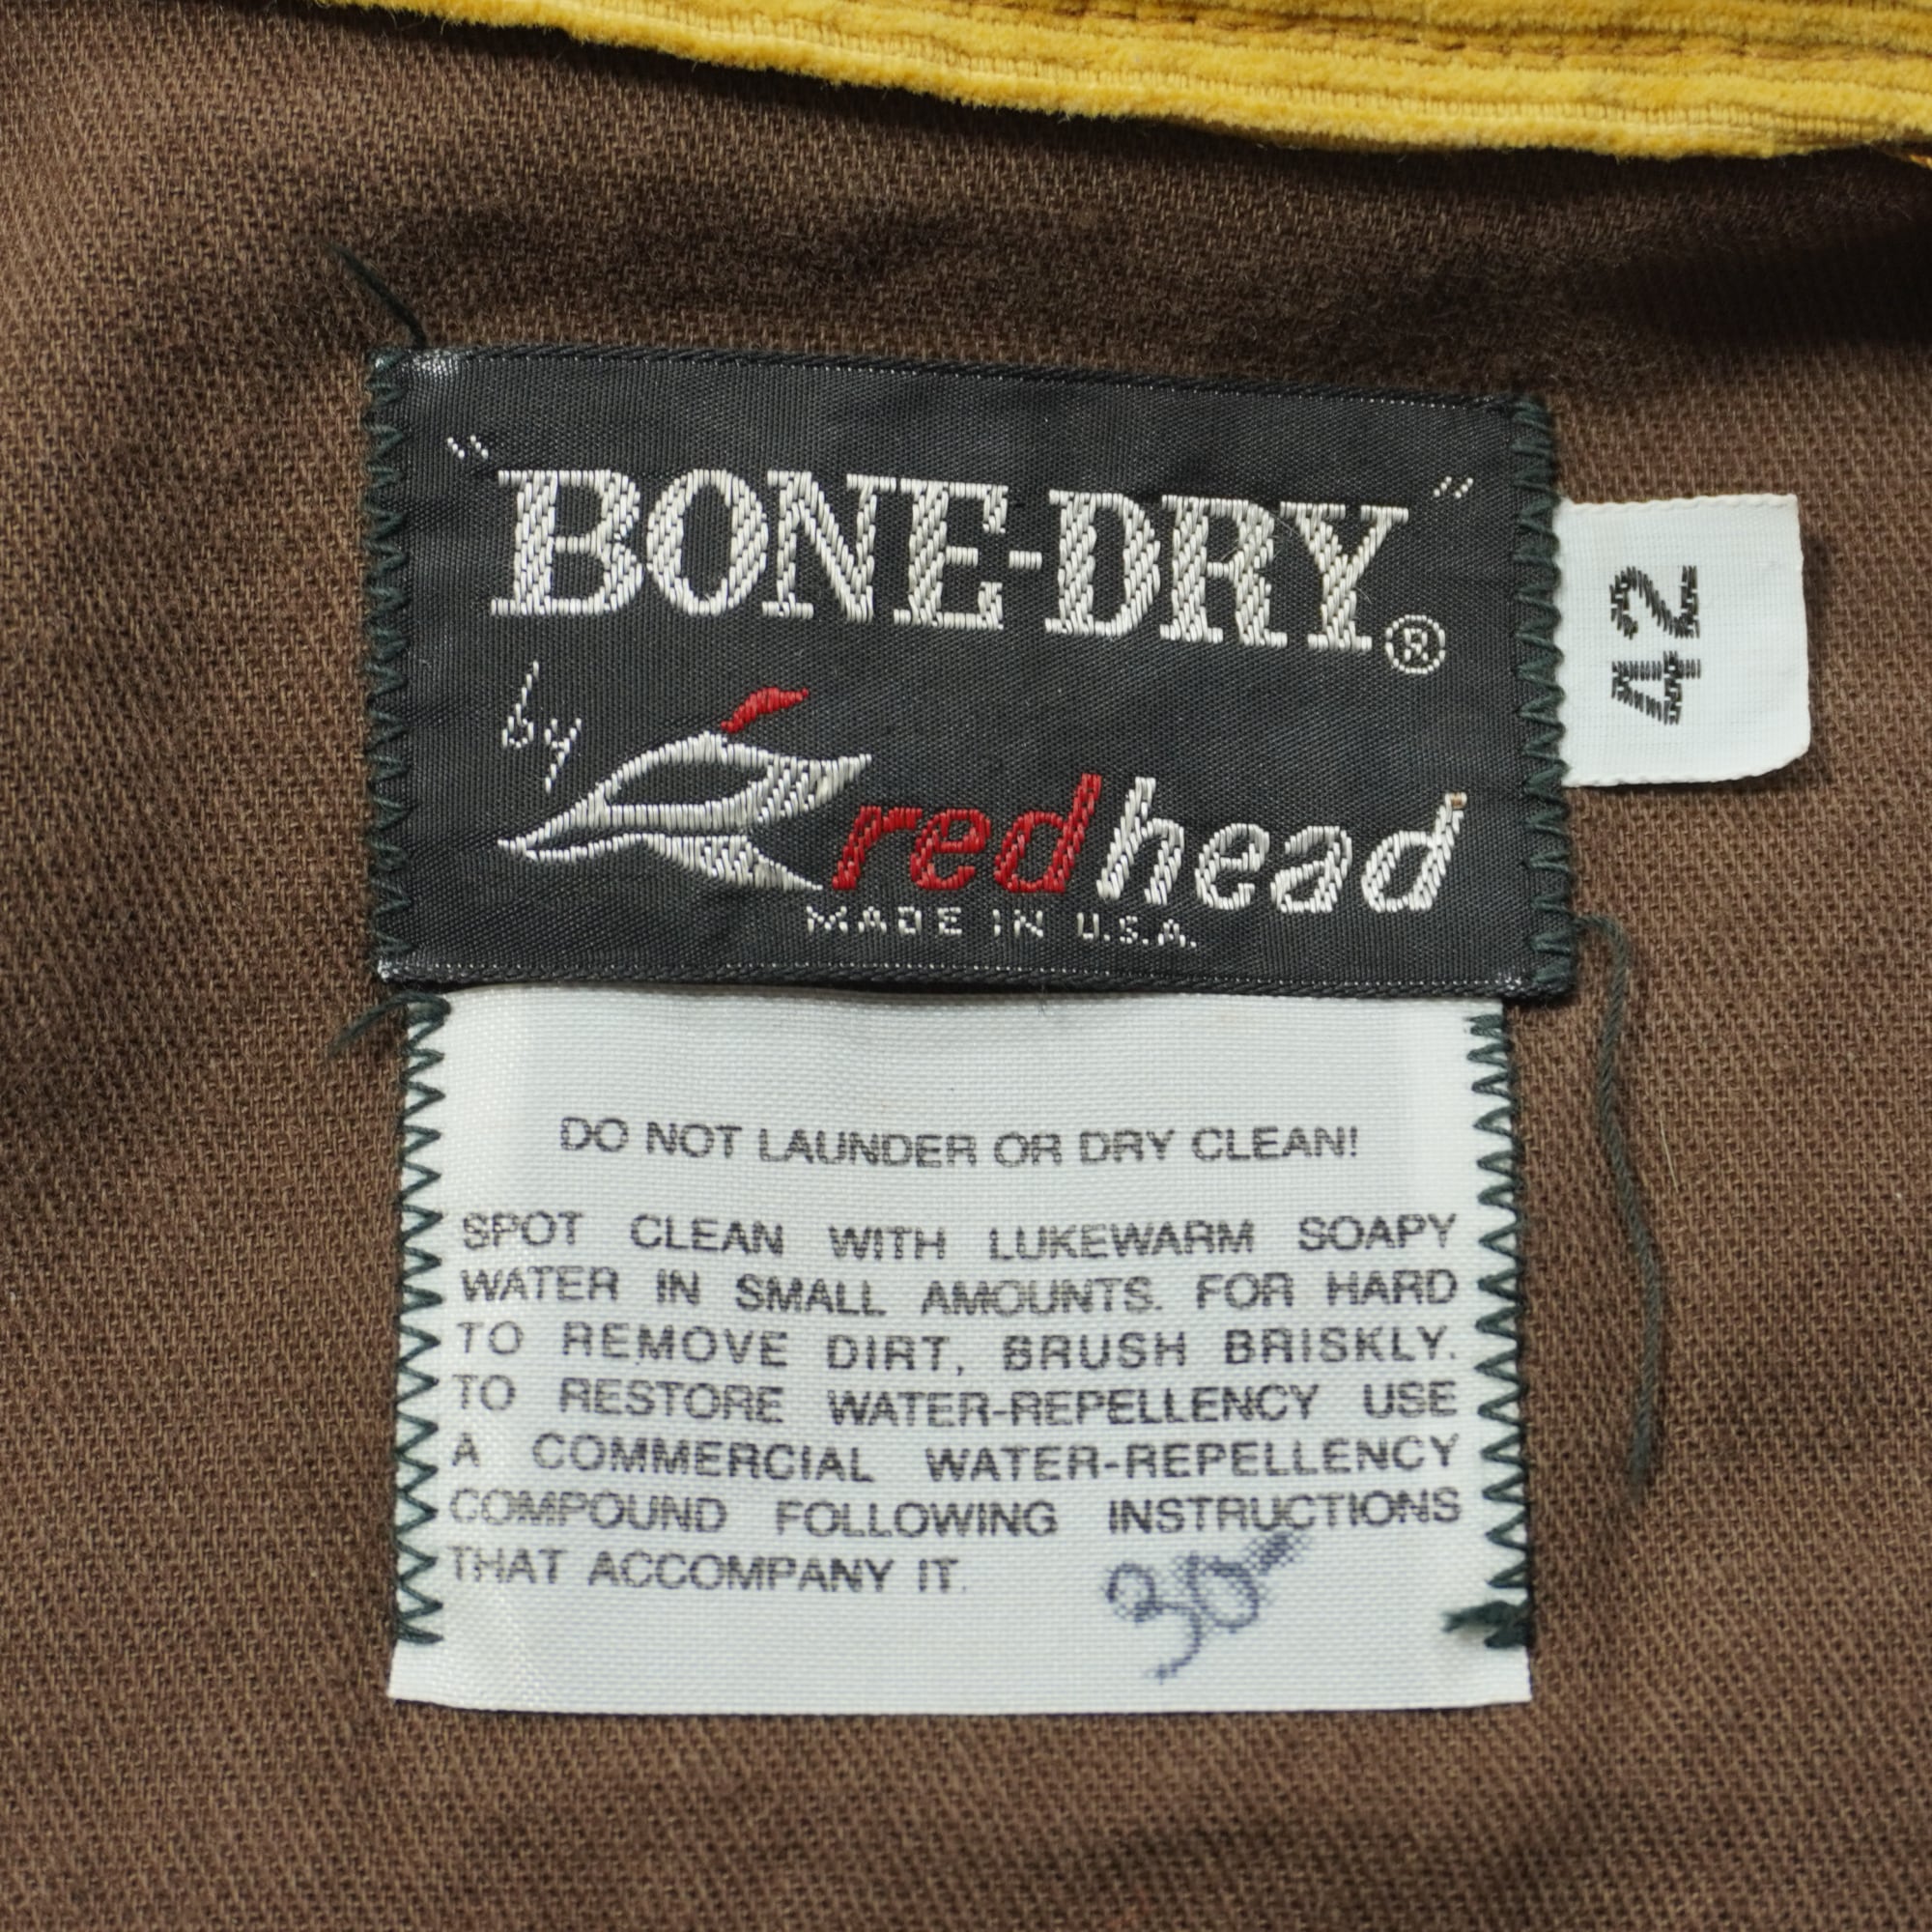 "BONE-DRY"®
by
redhead
MADE IN U.S.A.
42
DO NOT LAUNDER OR DRY CLEAN!
SPOT CLEAN WITH LUKEWARM SOAPY
WATER IN SMALL AMOUNTS. FOR HARD
TO REMOVE DIRT, BRUSH BRISKLY.
TO RESTORE WATER-REPELLENCY USE
A COMMERCIAL WATER-REPELLENCY
COMPOUND FOLLOWING INSTRUCTIONS
THAT ACCOMPANY IT.